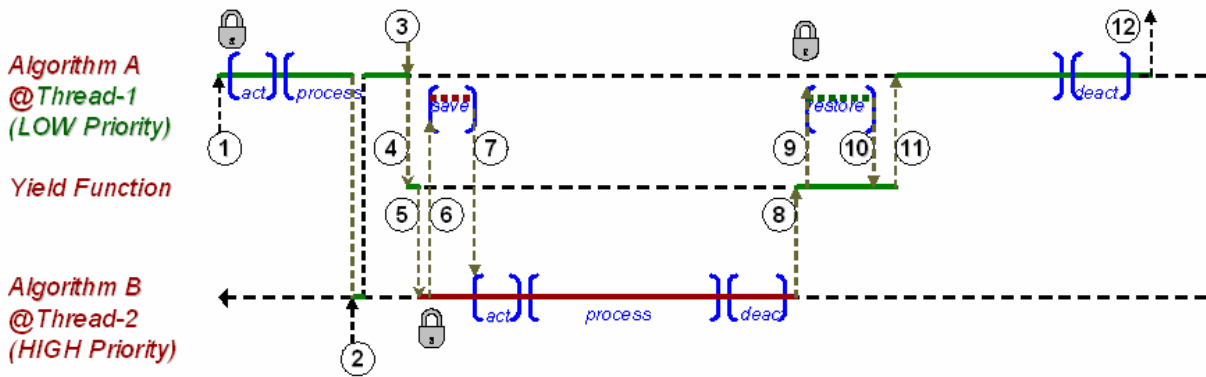 3
12
Algorithm A
@Thread-1
(LOW Priority)
act
process
save
restore
deact
1
4
7
9
10
11
Yield Function
5
6
8
Algorithm B
@Thread-2
(HIGH Priority)
act
process
deact
2